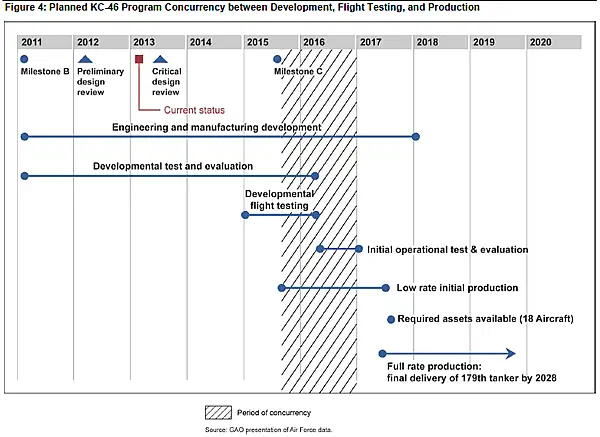 Figure 4: Planned KC-46 Program Concurrency between Development, Flight Testing, and Production
2011 2012 2013 2014 2015 2016 2017 2018 2019 2020
Milestone B
Preliminary
design
review
Critical
design
review
Milestone C
Current status
Engineering and manufacturing development
Developmental test and evaluation
Developmental
flight testing
Initial operational test & evaluation
Low rate initial production
Required assets available (18 Aircraft)
Full rate production:
final delivery of 179th tanker by 2028
Period of concurrency
Source: GAO presentation of Air Force data.